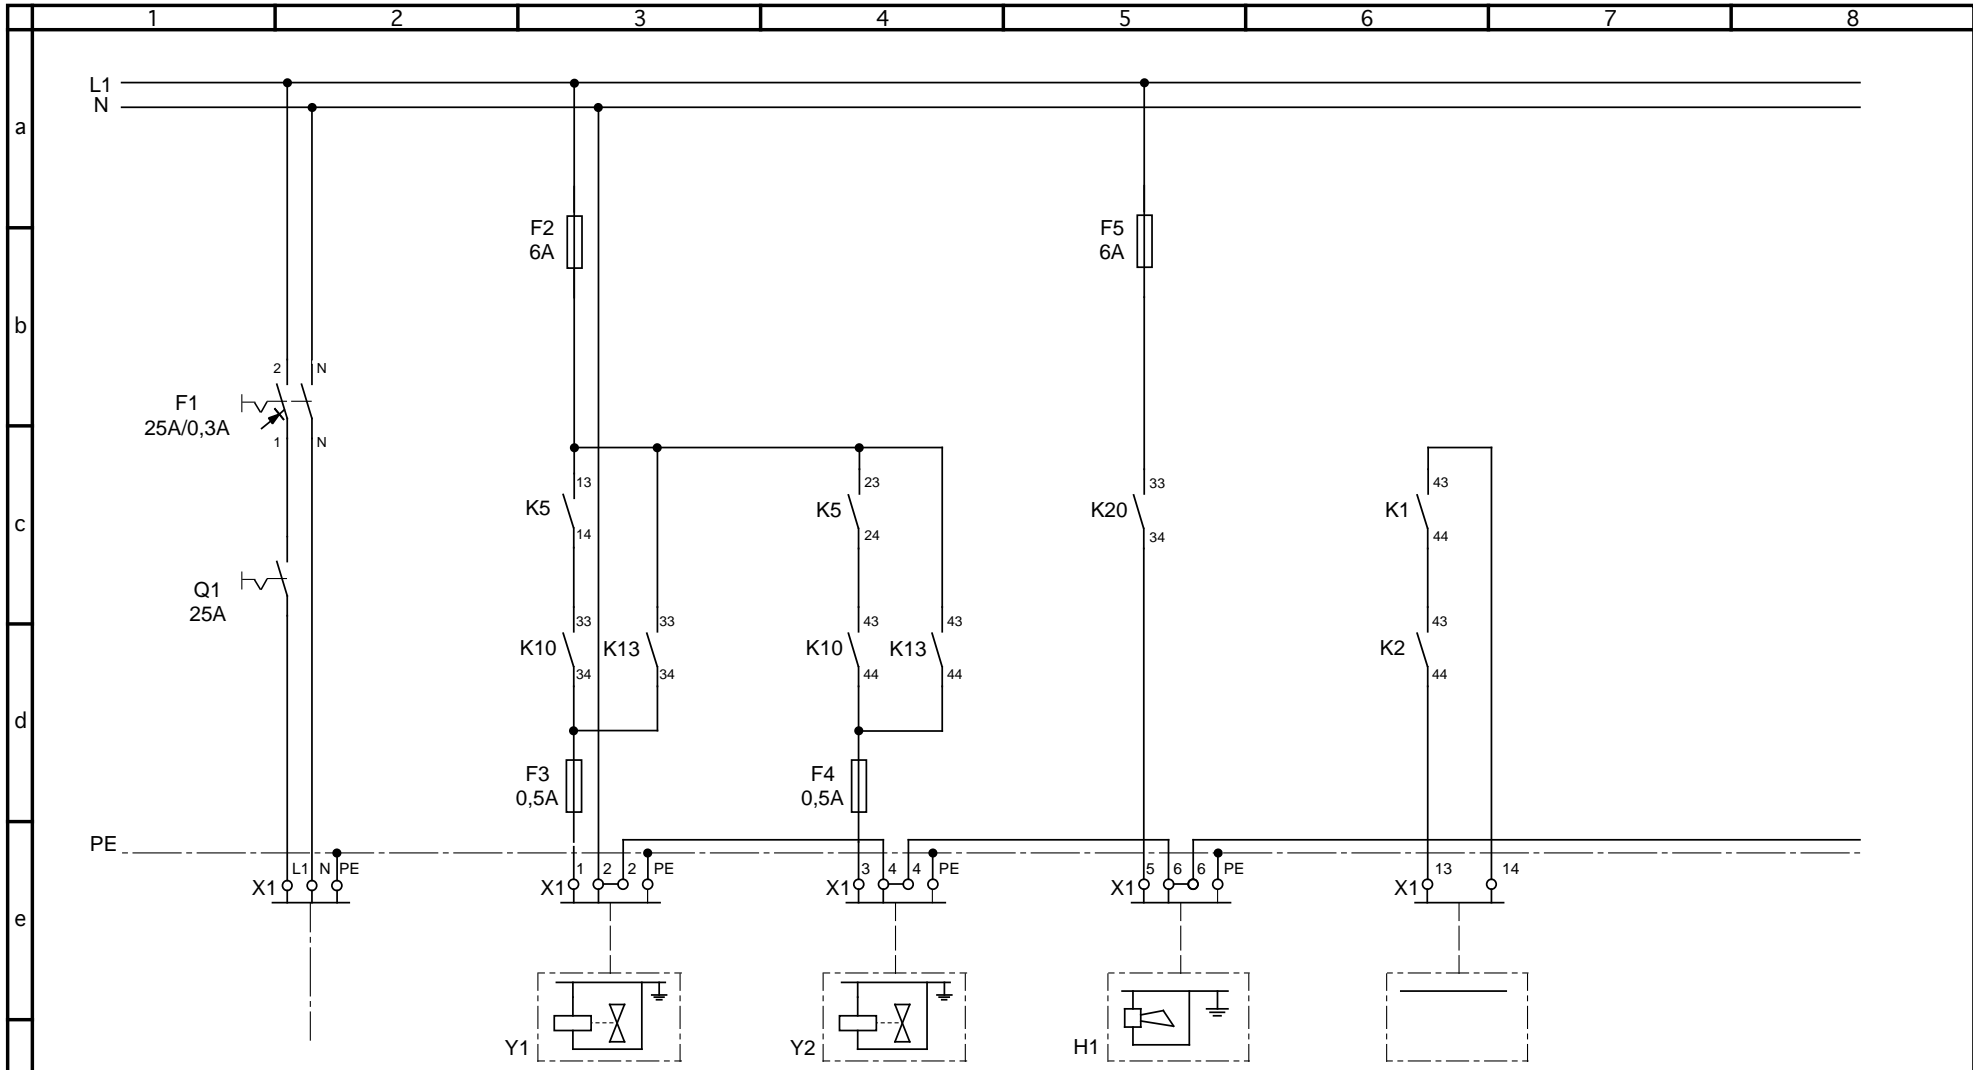 1 2 3 4 5 6 7 8
L1
N
a
F2
6A
F5
6A
b
2 N
F1
25A/0,3A
1 N
13 23 33 43
K5 K5 K20 K1
c
14 24 34 44
Q1
25A
33 33 43 43 43
K10 K13 K10 K13 K2
34 34 44 44 44
d
F3
0,5A
F4
0,5A
PE
L1 N PE 1 2 2 PE 3 4 4 PE 5 6 6 PE 13 14
X1 X1 X1 X1 X1
e
Y1 Y2 H1